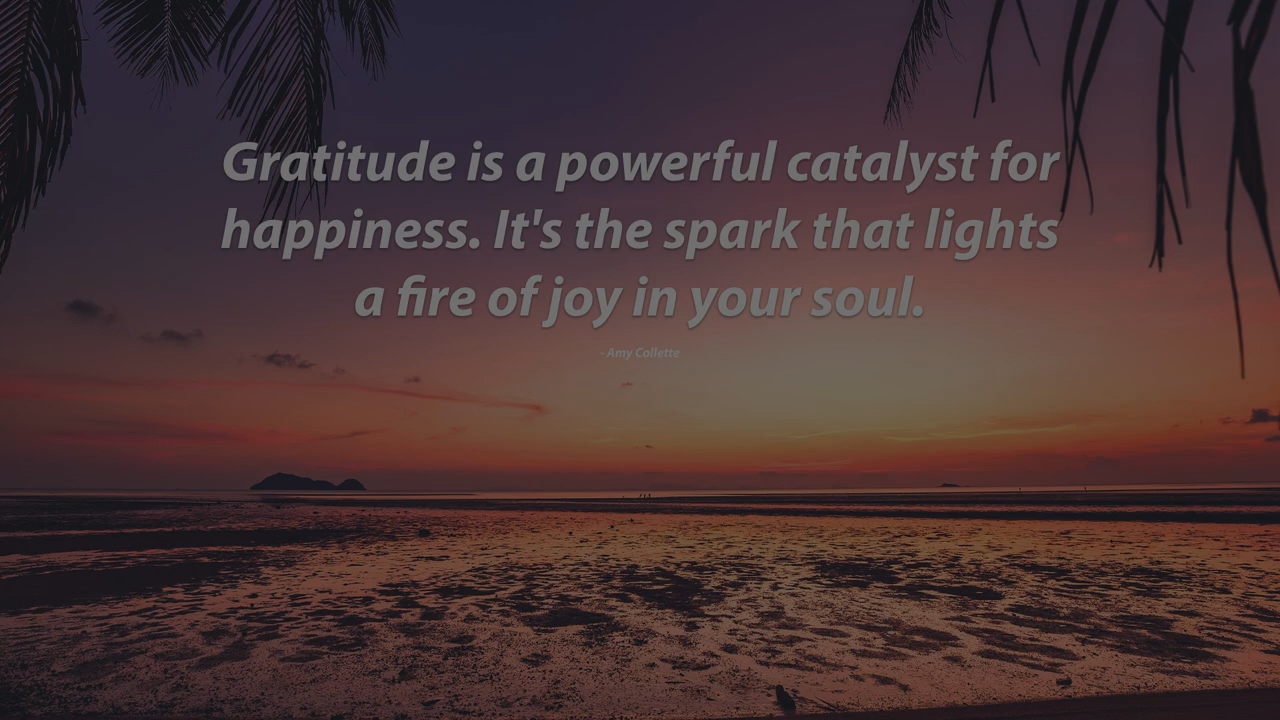 Gratitude is a powerful catalyst for
happiness. It's the spark that lights
a fire of joy in your soul.
- Amy Collette